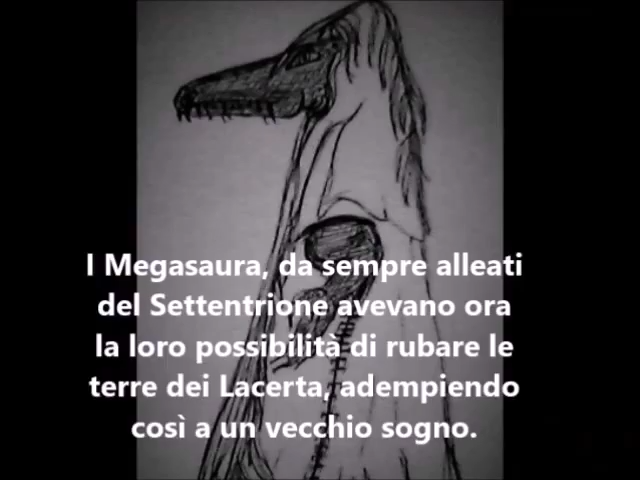 I Megasaura, da sempre alleati
del Settentrione avevano ora
la loro possibilità di rubare le
terre dei Lacerta, adempiendo
così a un vecchio sogno.